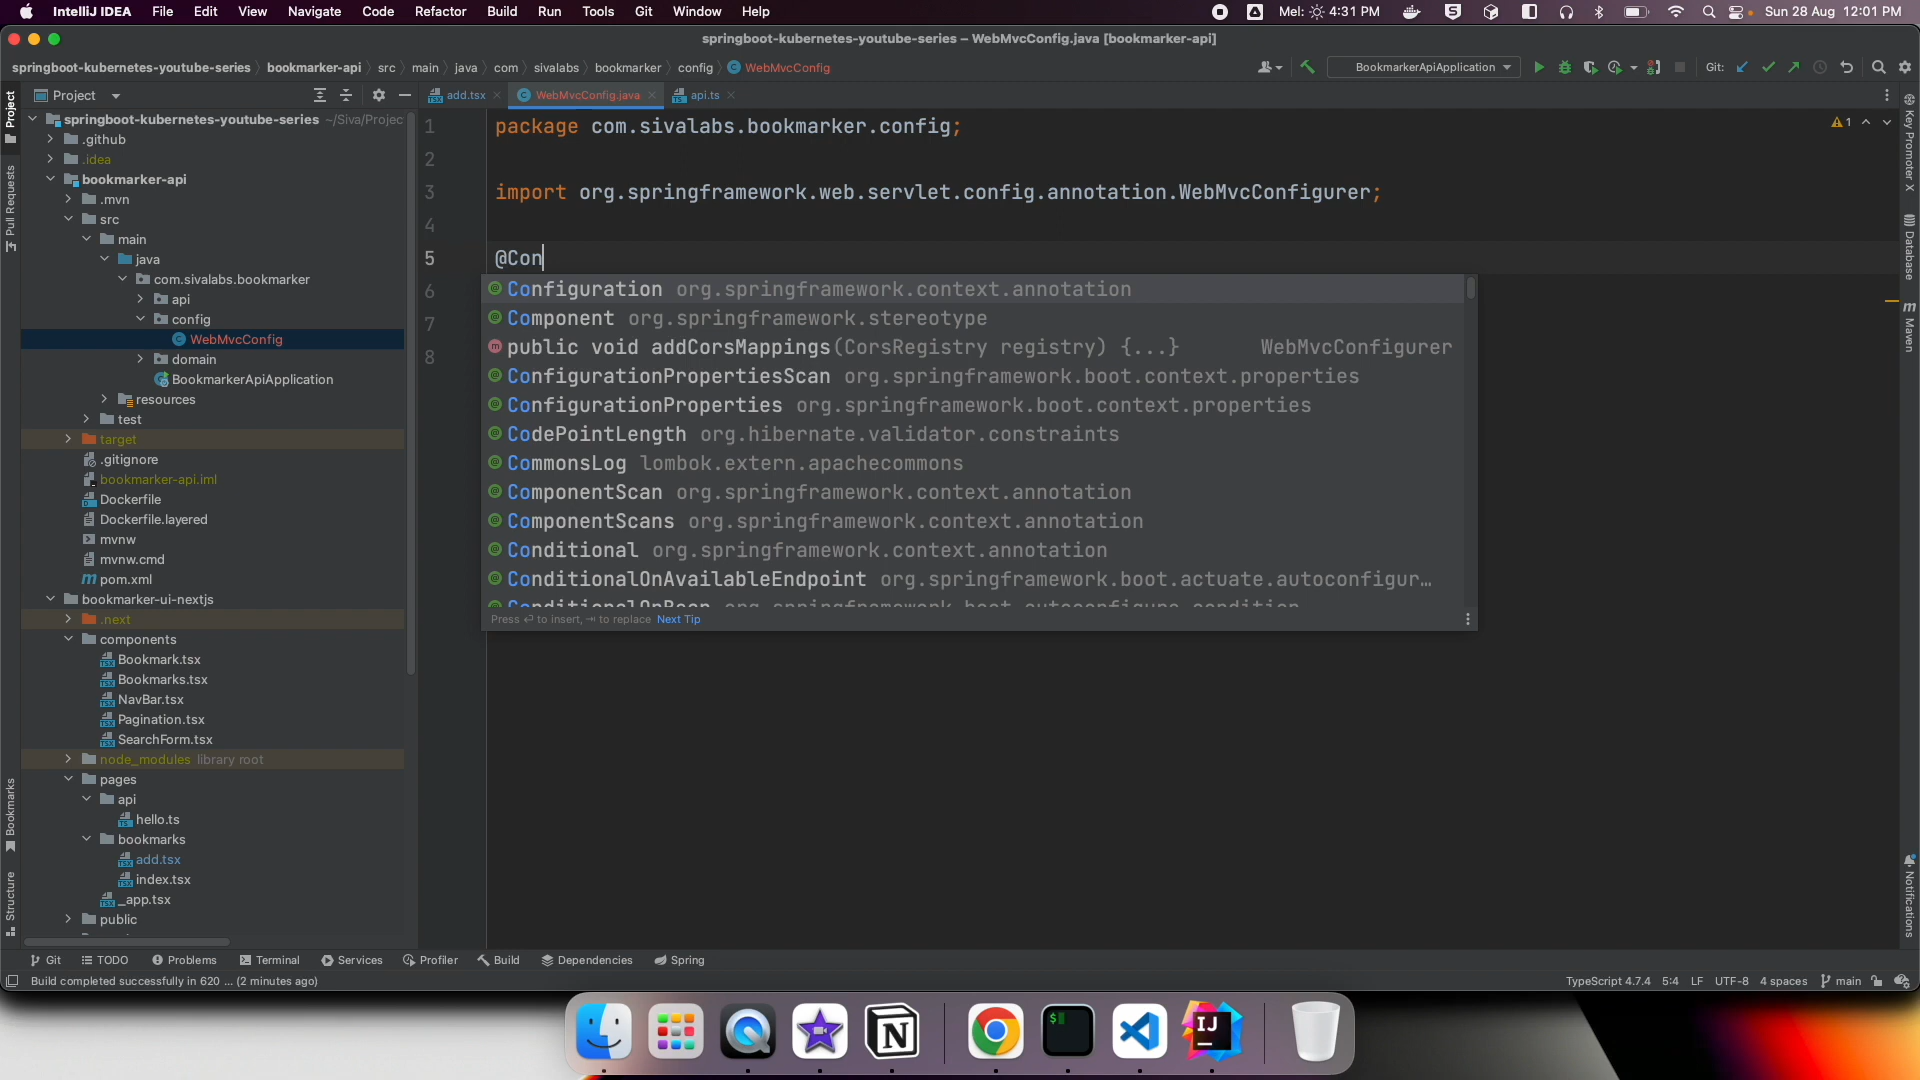 IntelliJ IDEA File Edit View Navigate Code Refactor Build Run Tools Git Window Help Mel: 4:31 PM Sun 28 Aug 12:01 PM
springboot-kubernetes-youtube-series – WebMvcConfig.java [bookmarker-api]
springboot-kubernetes-youtube-series bookmarker-api src main java com sivalabs bookmarker config WebMvcConfig BookmarkerApiApplication Git:
Project add.tsx WebMvcConfig.java api.ts
springboot-kubernetes-youtube-series ~/Siva/Projec
.github
.idea
bookmarker-api
.mvn
src
main
java
com.sivalabs.bookmarker
api
config
WebMvcConfig
domain
BookmarkerApiApplication
resources
test
target
.gitignore
bookmarker-api.iml
Dockerfile
Dockerfile.layered
mvnw
mvnw.cmd
pom.xml
bookmarker-ui-nextjs
.next
components
Bookmark.tsx
Bookmarks.tsx
NavBar.tsx
Pagination.tsx
SearchForm.tsx
node_modules library root
pages
api
hello.ts
bookmarks
add.tsx
index.tsx
_app.tsx
public
Project
Pull Requests
Bookmarks
Structure
1 package com.sivalabs.bookmarker.config;
2
3 import org.springframework.web.servlet.config.annotation.WebMvcConfigurer;
4
5 @Con
6
7
8
1
Configuration org.springframework.context.annotation
Component org.springframework.stereotype
public void addCorsMappings(CorsRegistry registry) {...} WebMvcConfigurer
ConfigurationPropertiesScan org.springframework.boot.context.properties
ConfigurationProperties org.springframework.boot.context.properties
CodePointLength org.hibernate.validator.constraints
CommonsLog lombok.extern.apachecommons
ComponentScan org.springframework.context.annotation
ComponentScans org.springframework.context.annotation
Conditional org.springframework.context.annotation
ConditionalOnAvailableEndpoint org.springframework.boot.actuate.autoconfigur…
ConditionalOnBean org.springframework.boot.autoconfigure.condition
Press ⏎ to insert, ⇥ to replace Next Tip
Key Promoter X
Database
Maven
Notifications
Git TODO Problems Terminal Services Profiler Build Dependencies Spring
Build completed successfully in 620 ... (2 minutes ago) TypeScript 4.7.4 5:4 LF UTF-8 4 spaces main
$
N
IJ